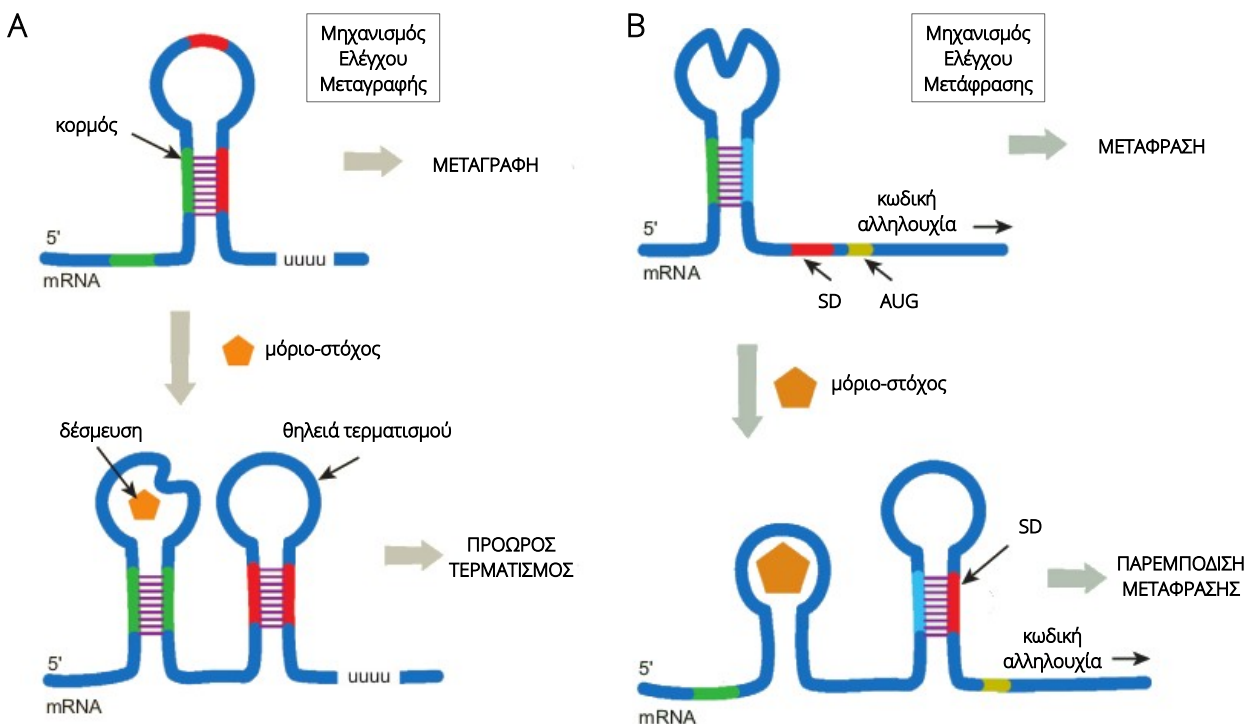 A
Μηχανισμός
Ελέγχου
Μεταγραφής
κορμός
ΜΕΤΑΓΡΑΦΗ
5'
mRNA
uuuu
μόριο-στόχος
δέσμευση
θηλειά τερματισμού
ΠΡΟΩΡΟΣ
ΤΕΡΜΑΤΙΣΜΟΣ
5'
mRNA
uuuu
B
Μηχανισμός
Ελέγχου
Μετάφρασης
ΜΕΤΑΦΡΑΣΗ
κωδική
αλληλουχία
5'
mRNA
SD
AUG
μόριο-στόχος
SD
ΠΑΡΕΜΠΟΔΙΣΗ
ΜΕΤΑΦΡΑΣΗΣ
κωδική
αλληλουχία
5'
mRNA